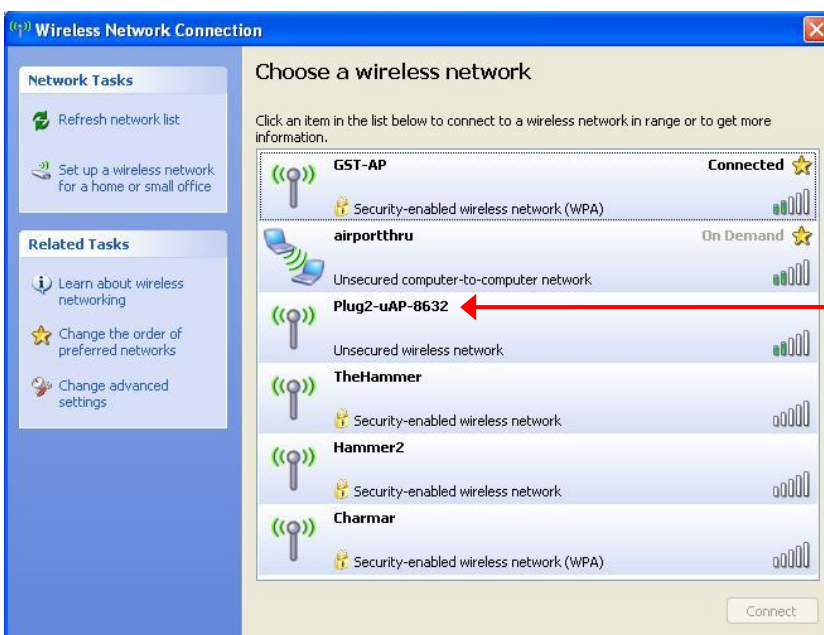 Wireless Network Connection
Network Tasks
Refresh network list
Set up a wireless network
for a home or small office
Related Tasks
Learn about wireless
networking
Change the order of
preferred networks
Change advanced
settings
Choose a wireless network
Click an item in the list below to connect to a wireless network in range or to get more
information.
GST-AP Connected
Security-enabled wireless network (WPA)
airportthru On Demand
Unsecured computer-to-computer network
Plug2-uAP-8632
Unsecured wireless network
TheHammer
Security-enabled wireless network
Hammer2
Security-enabled wireless network
Charmar
Security-enabled wireless network (WPA)
Connect